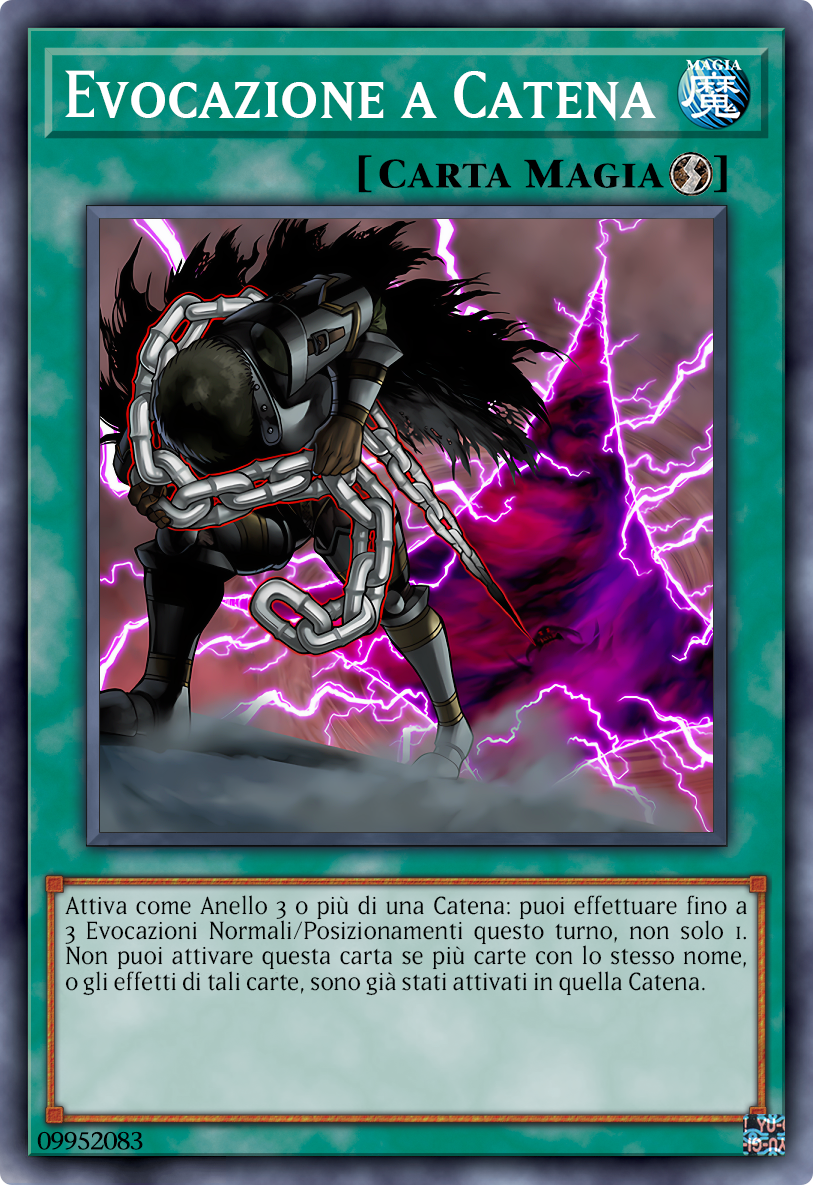 Evocazione a Catena
MAGIA
魔
[Carta Magia]
Attiva come Anello 3 o più di una Catena: puoi effettuare fino a
3 Evocazioni Normali/Posizionamenti questo turno, non solo 1.
Non puoi attivare questa carta se più carte con lo stesso nome,
o gli effetti di tali carte, sono già stati attivati in quella Catena.
09952083